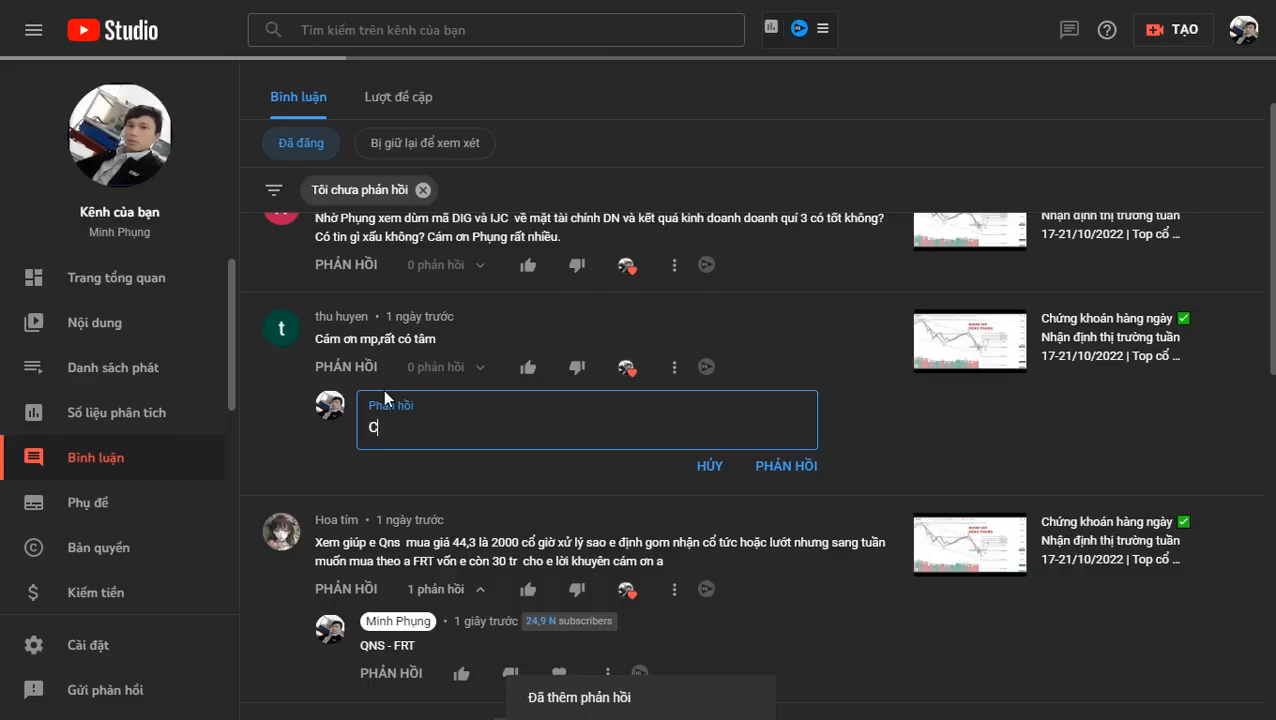 Studio
Tìm kiếm trên kênh của bạn
TẠO
Kênh của bạn
Minh Phụng
Trang tổng quan
Nội dung
Danh sách phát
Số liệu phân tích
Bình luận
Phụ đề
Bản quyền
Kiếm tiền
Cài đặt
Gửi phản hồi
Bình luận
Lượt đề cập
Đã đăng
Bị giữ lại để xem xét
Tôi chưa phản hồi
Nhờ Phụng xem dùm mã DIG và IJC về mặt tài chính DN và kết quá kinh doanh doanh quí 3 có tốt không?
Có tin gì xấu không? Cám ơn Phụng rất nhiều.
PHẢN HỒI
0 phản hồi
Nhận định thị trường tuần
17-21/10/2022 | Top cổ ...
thu huyen • 1 ngày trước
Cám ơn mp,rất có tâm
PHẢN HỒI
0 phản hồi
Chứng khoán hàng ngày ✅
Nhận định thị trường tuần
17-21/10/2022 | Top cổ ...
Phản hồi
C
HỦY
PHẢN HỒI
Hoa tím • 1 ngày trước
Xem giúp e Qns mua giá 44,3 là 2000 cổ giờ xử lý sao e định gom nhận cổ tức hoặc lướt nhưng sang tuần
muốn mua theo a FRT vốn e còn 30 tr cho e lời khuyên cám ơn a
PHẢN HỒI
1 phản hồi
Chứng khoán hàng ngày ✅
Nhận định thị trường tuần
17-21/10/2022 | Top cổ ...
Minh Phụng • 1 giây trước 24,9 N subscribers
QNS - FRT
PHẢN HỒI
Đã thêm phản hồi